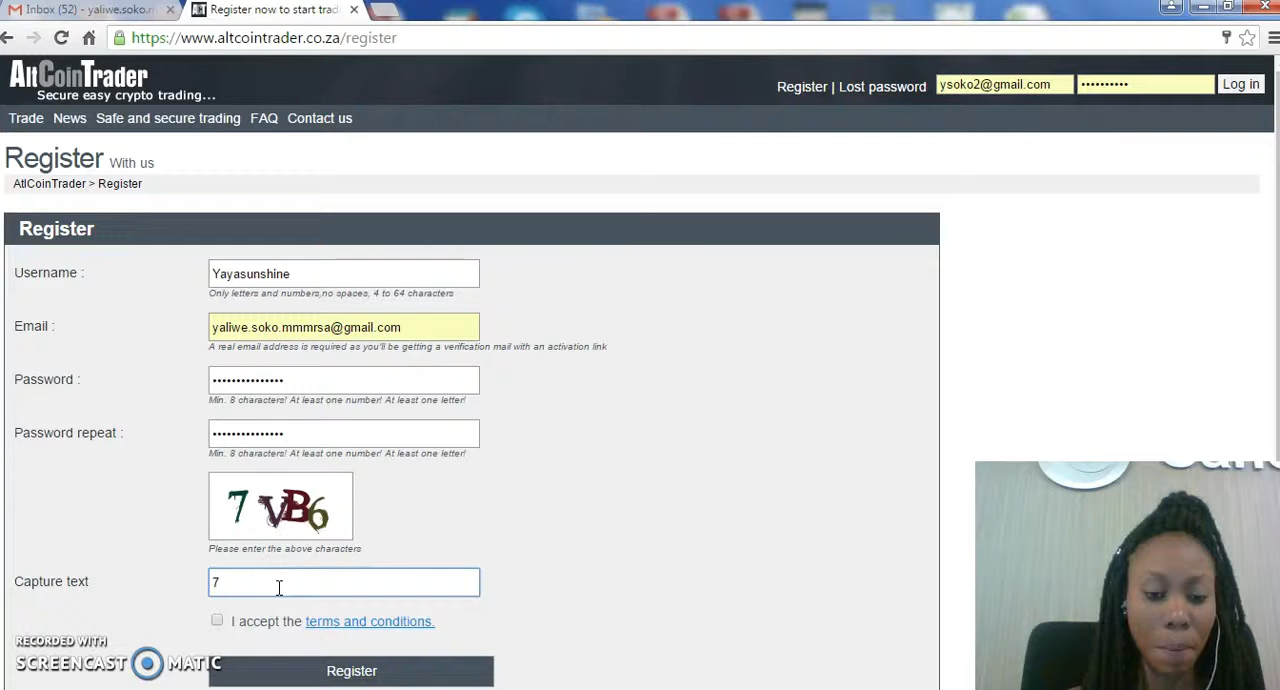 Inbox (52) - yaliwe.soko.m
Register now to start trad
https://www.altcointrader.co.za/register
AltCoinTrader
Secure easy crypto trading...
Register | Lost password
ysoko2@gmail.com
Log in
Trade News Safe and secure trading FAQ Contact us
Register With us
AtlCoinTrader > Register
Register
Username : Yayasunshine
Only letters and numbers,no spaces, 4 to 64 characters
Email : yaliwe.soko.mmmrsa@gmail.com
A real email address is required as you'll be getting a verification mail with an activation link
Password :
Min. 8 characters! At least one number! At least one letter!
Password repeat :
Min. 8 characters! At least one number! At least one letter!
7 VB6
Please enter the above characters
Capture text 7
I accept the terms and conditions.
Register
RECORDED WITH
SCREENCAST MATIC